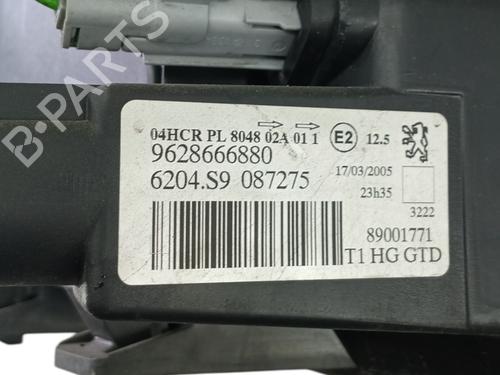 B-PARTS
04HCR PL 8048 02A 01 1 E2 12.5
9628666880
6204.S9 087275
17/03/2005
23h35
3222
89001771
T1 HG GTD